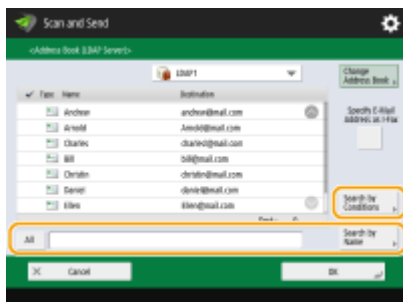 Scan and Send
<Address Book (LDAP Server)>
LDAP1
Change
Address Book
Type Name Destination
Specify E-Mail
Address as I-Fax
Andrew andrew@mail.com
Arnold Arnold@mail.com
Charles charles@mail.com
Bill bill@mail.com
Christin christin@mail.com
Daniel daniel@mail.com
Ellen Ellen@mail.com
Search by
Conditions
All
Search by
Name
Cancel OK